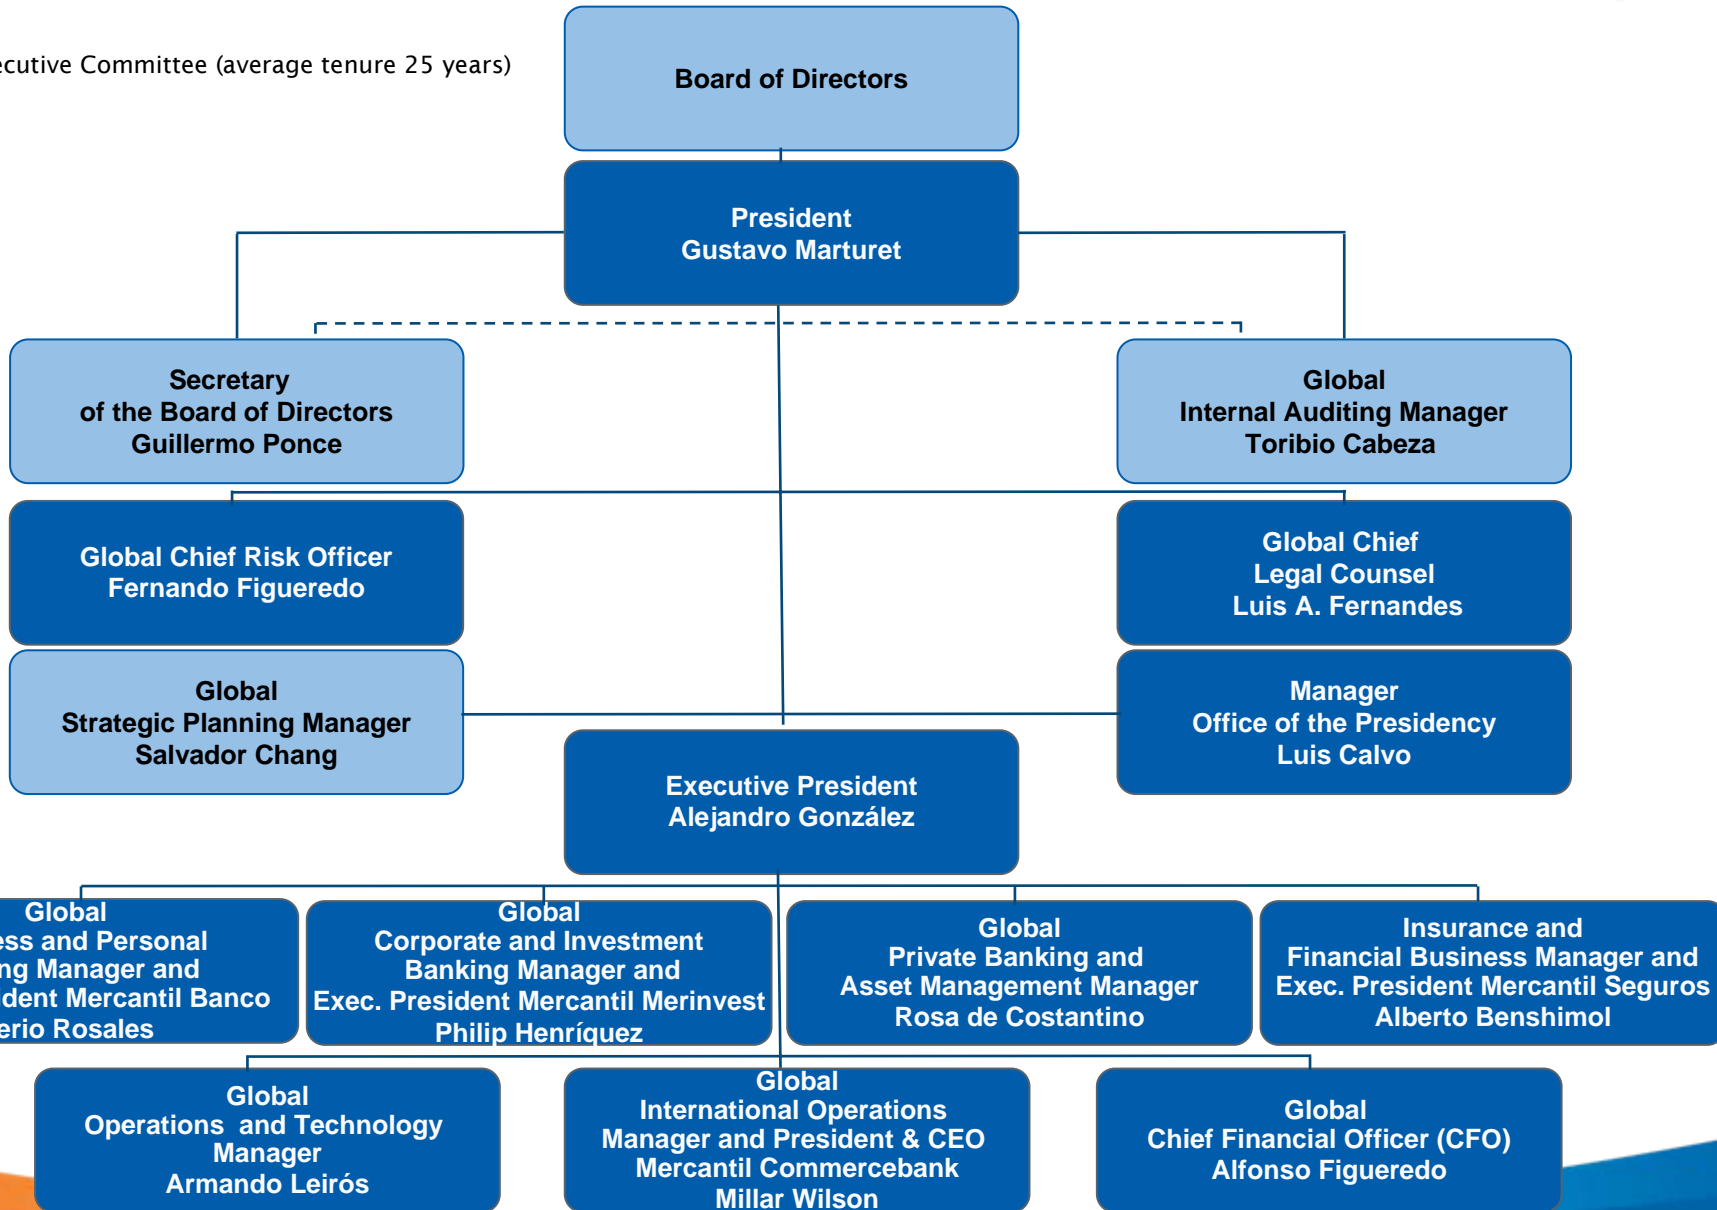 Executive Committee (average tenure 25 years)
Board of Directors
President
Gustavo Marturet
Secretary
of the Board of Directors
Guillermo Ponce
Global
Internal Auditing Manager
Toribio Cabeza
Global Chief Risk Officer
Fernando Figueredo
Global Chief
Legal Counsel
Luis A. Fernandes
Global
Strategic Planning Manager
Salvador Chang
Manager
Office of the Presidency
Luis Calvo
Executive President
Alejandro González
Global
and Personal
Manager and
Mercantil Banco
Rosales
Global
Corporate and Investment
Banking Manager and
Exec. President Mercantil Merinvest
Philip Henríquez
Global
Private Banking and
Asset Management Manager
Rosa de Costantino
Insurance and
Financial Business Manager and
Exec. President Mercantil Seguros
Alberto Benshimol
Global
Operations and Technology
Manager
Armando Leirós
Global
International Operations
Manager and President & CEO
Mercantil Commercebank
Millar Wilson
Global
Chief Financial Officer (CFO)
Alfonso Figueredo